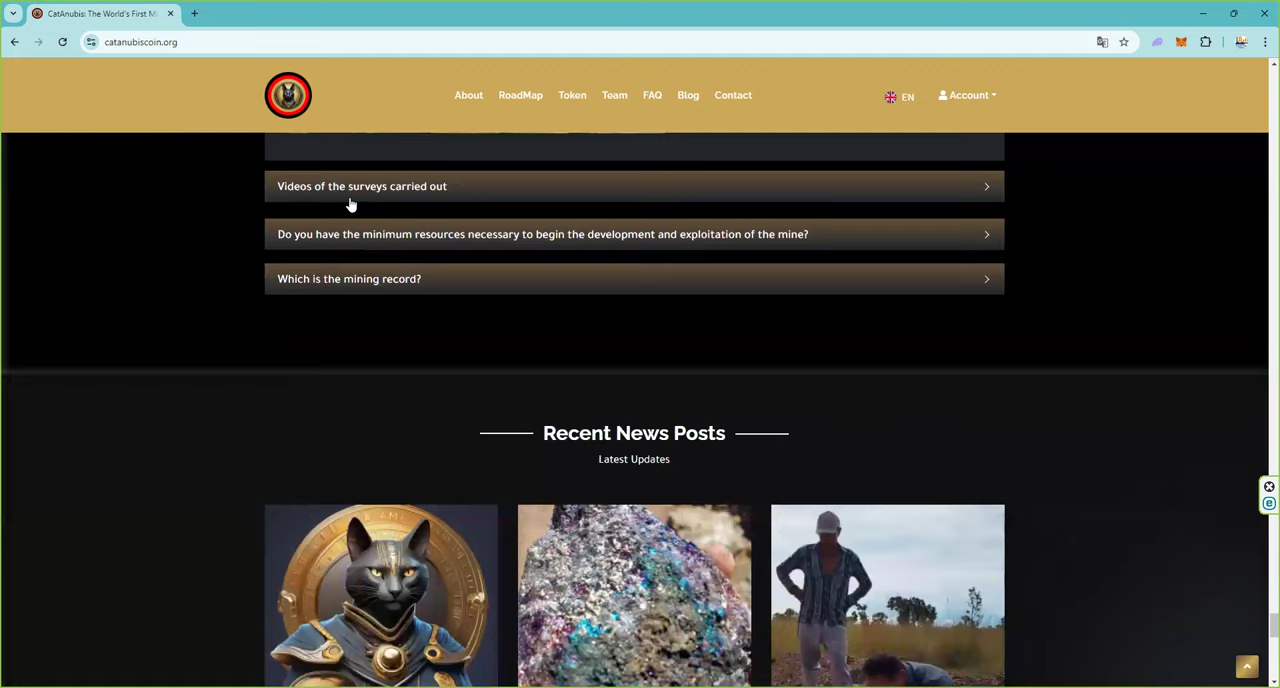 CatAnubis: The World's First Mi
catanubiscoin.org
About
RoadMap
Token
Team
FAQ
Blog
Contact
EN
Account
Videos of the surveys carried out
Do you have the minimum resources necessary to begin the development and exploitation of the mine?
Which is the mining record?
Recent News Posts
Latest Updates